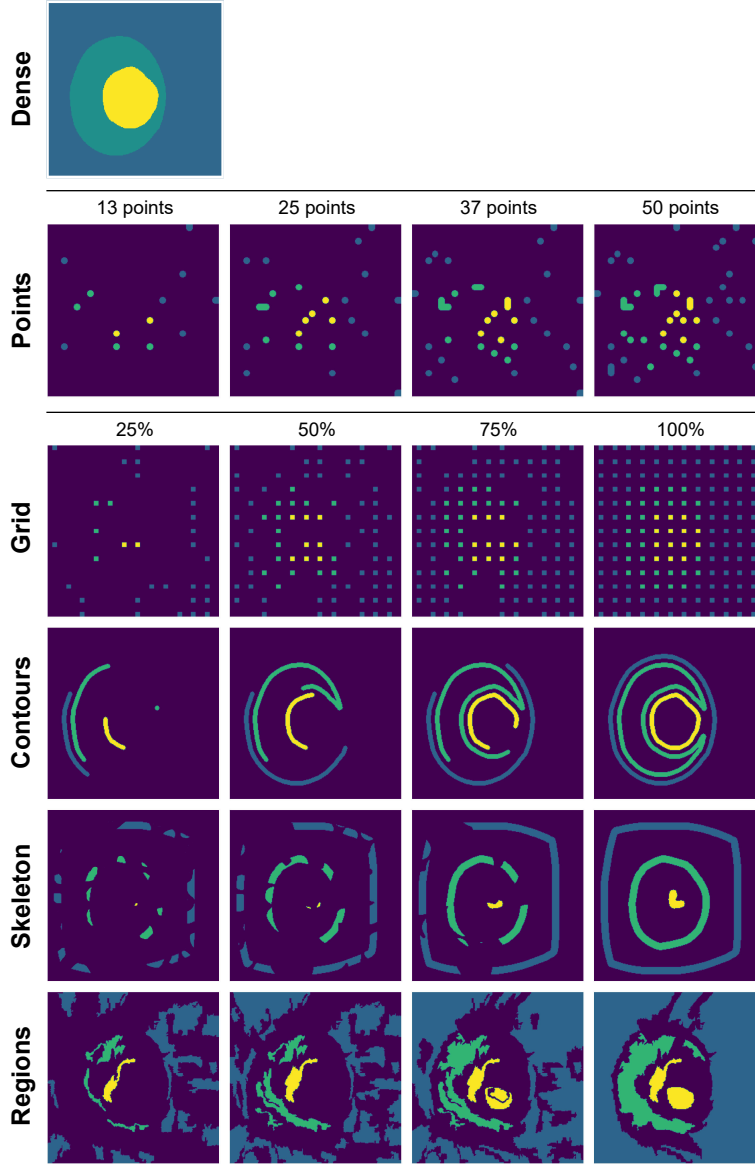 Dense
13 points 25 points 37 points 50 points
Points
25% 50% 75% 100%
Grid
Contours
Skeleton
Regions